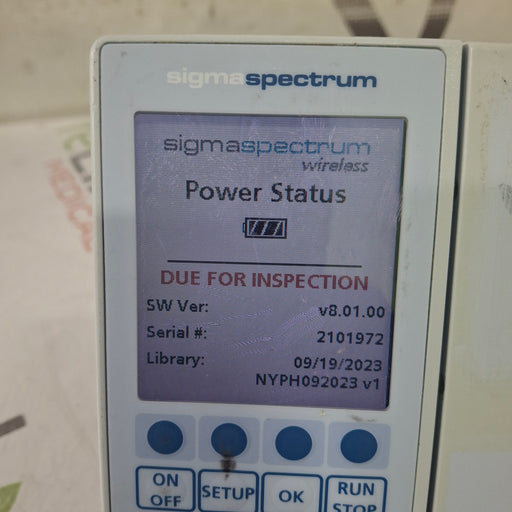 sigmaspectrum
sigmaspectrum
wireless
Power Status
DUE FOR INSPECTION
SW Ver: v8.01.00
Serial #: 2101972
Library: 09/19/2023
NYPH092023 v1
ON OFF
SETUP
OK
RUN STOP
MEDICAL